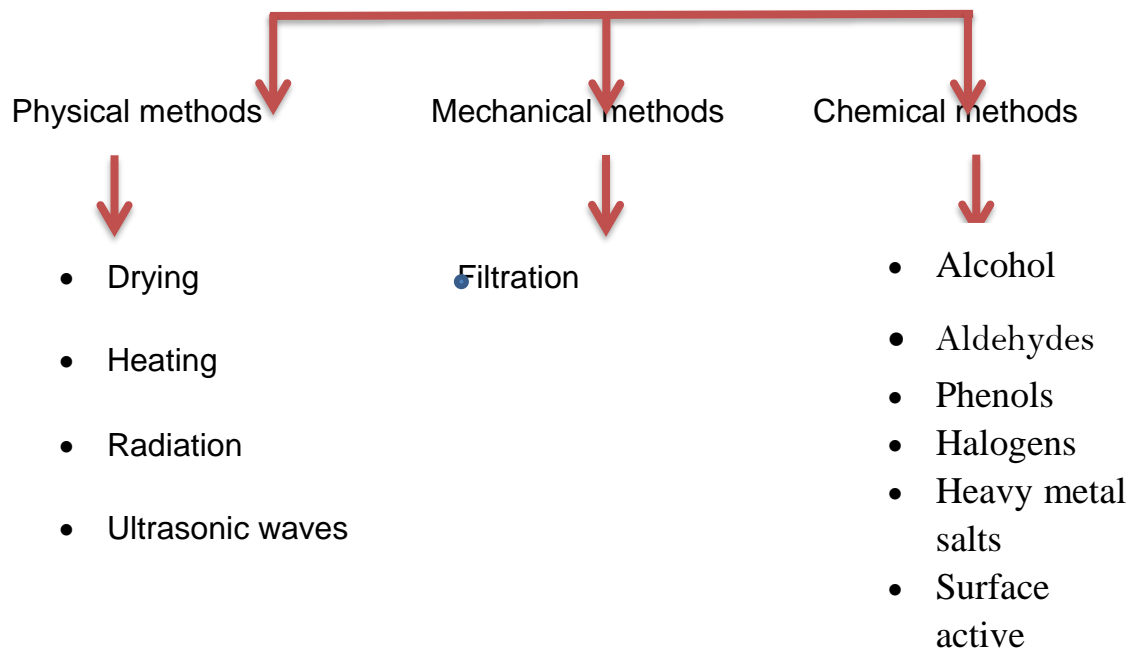 Physical methods
Mechanical methods
Chemical methods
• Drying
• Heating
• Radiation
• Ultrasonic waves
• Filtration
• Alcohol
• Aldehydes
• Phenols
• Halogens
• Heavy metal
salts
• Surface
active